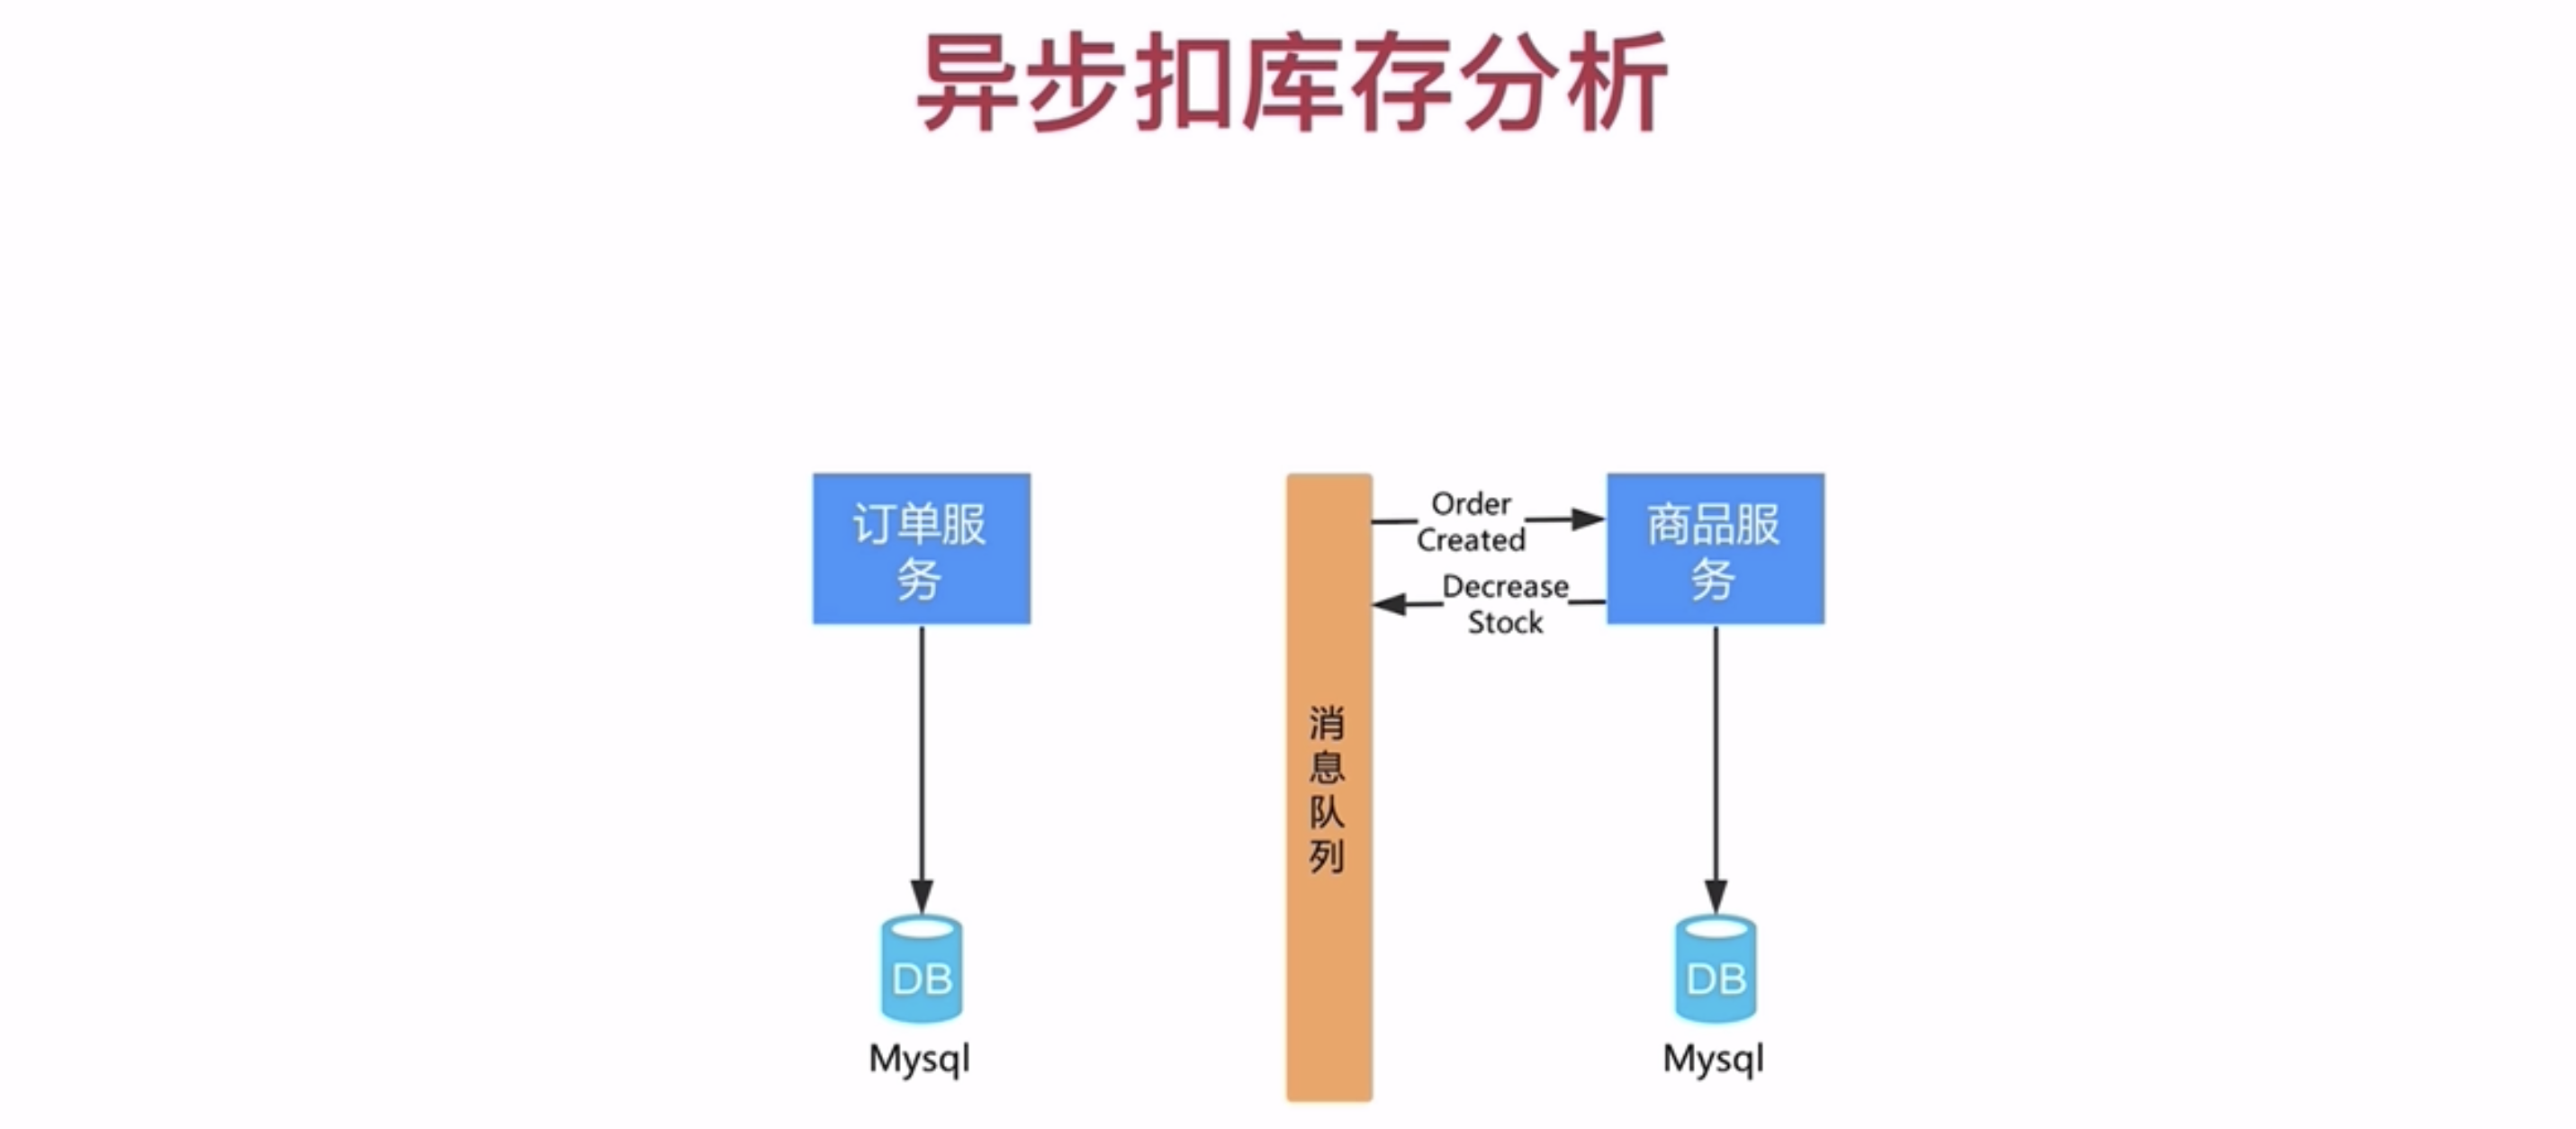 异步扣库存分析
订单服
务
Order
Created
Decrease
Stock
商品服
务
消
息
队
列
DB
Mysql
DB
Mysql